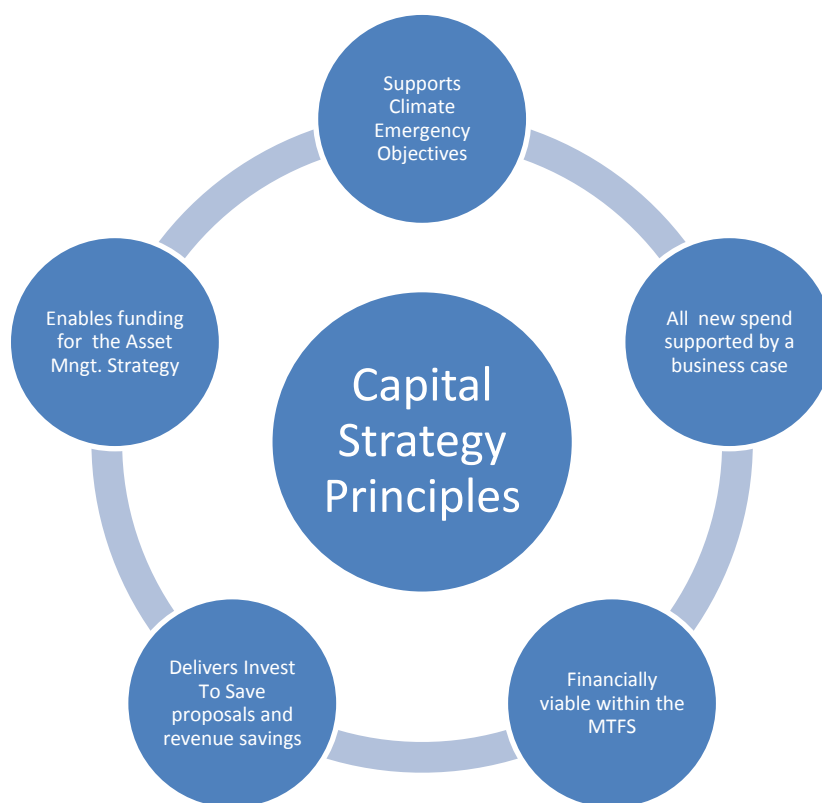 Supports
Climate
Emergency
Objectives
All  new spend
supported by a
business case
Financially
viable within the
MTFS
Delivers Invest
To Save
proposals and
revenue savings
Enables funding
for  the Asset
Mngt. Strategy
Capital
Strategy
Principles